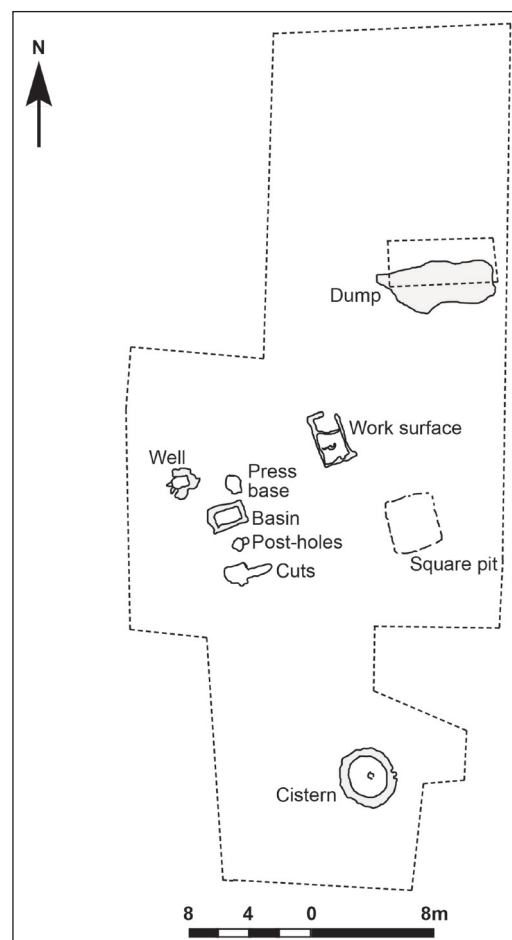 N
Dump
Work surface
Well
Press
base
Basin
Post-holes
Square pit
Cuts
Cistern
8 4 0 8m